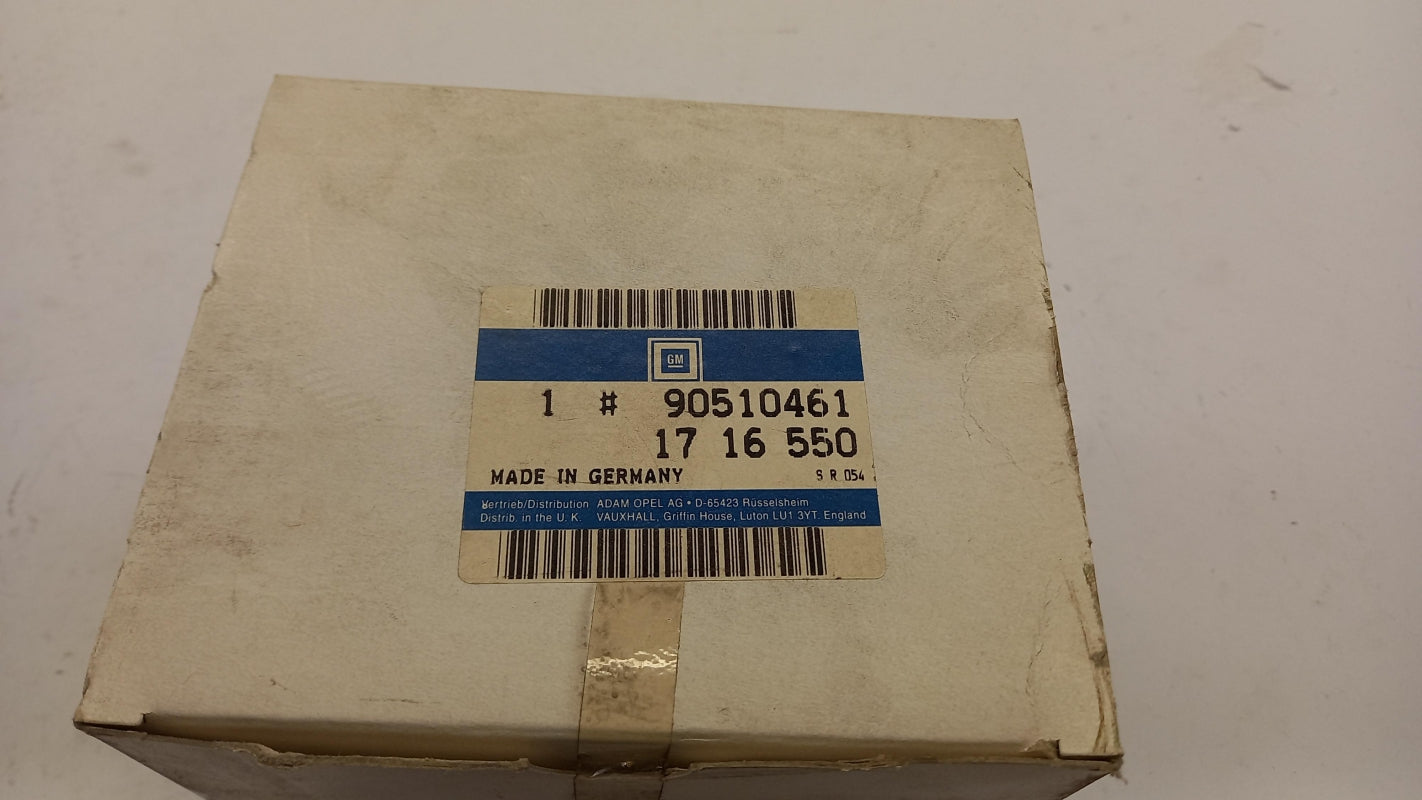 GM
1 # 90510461
17 16 550
MADE IN GERMANY S R 054
Vertrieb/Distribution ADAM OPEL AG • D-65423 Rüsselsheim
Distrib. in the U. K. VAUXHALL, Griffin House, Luton LU1 3YT. England